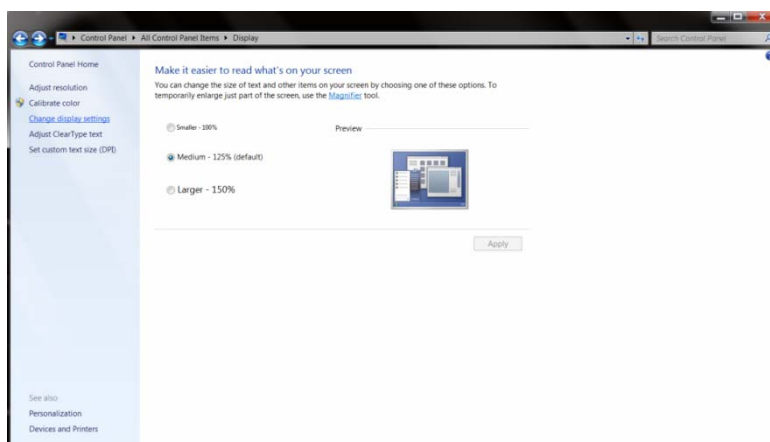 Control Panel ▸ All Control Panel Items ▸ Display
Search Control Panel
Control Panel Home
Adjust resolution
Calibrate color
Change display settings
Adjust ClearType text
Set custom text size (DPI)
Make it easier to read what's on your screen
You can change the size of text and other items on your screen by choosing one of these options. To
temporarily enlarge just part of the screen, use the Magnifier tool.
Smaller - 100%
Preview
Medium - 125% (default)
Larger - 150%
Apply
See also
Personalization
Devices and Printers